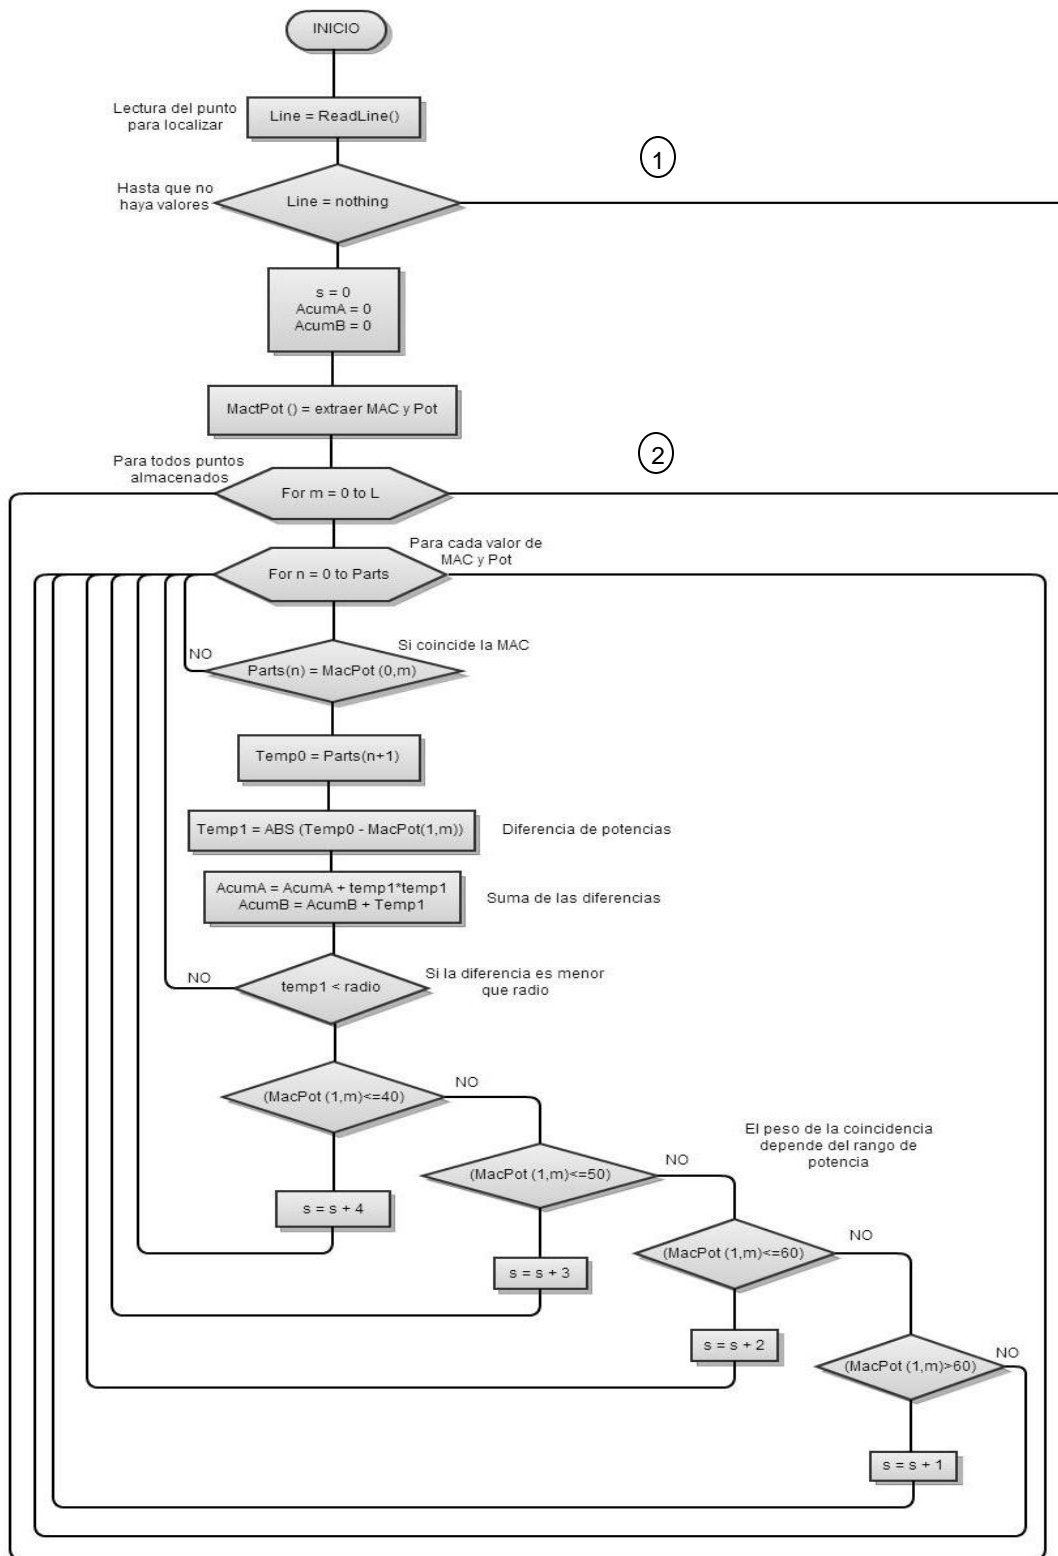 INICIO
Lectura del punto
para localizar
Line = ReadLine()
1
Hasta que no
haya valores
Line = nothing
s = 0
AcumA = 0
AcumB = 0
MactPot () = extraer MAC y Pot
2
Para todos puntos
almacenados
For m = 0 to L
Para cada valor de
MAC y Pot
For n = 0 to Parts
Si coincide la MAC
NO
Parts(n) = MacPot (0,m)
Temp0 = Parts(n+1)
Temp1 = ABS (Temp0 - MacPot(1,m))
Diferencia de potencias
AcumA = AcumA + temp1*temp1
AcumB = AcumB + Temp1
Suma de las diferencias
NO
temp1 < radio
Si la diferencia es menor
que radio
(MacPot (1,m)<=40)
NO
El peso de la coincidencia
depende del rango de
potencia
(MacPot (1,m)<=50)
NO
s = s + 4
(MacPot (1,m)<=60)
NO
s = s + 3
s = s + 2
(MacPot (1,m)>60)
NO
s = s + 1